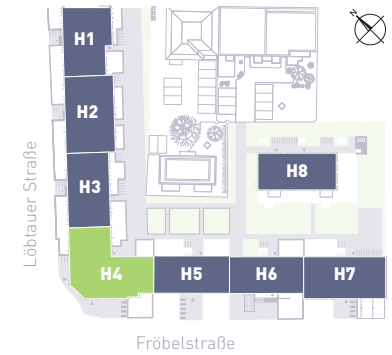 N
H1
H2
H3
H8
H4 H5 H6 H7
Löbtauer Straße
Fröbelstraße